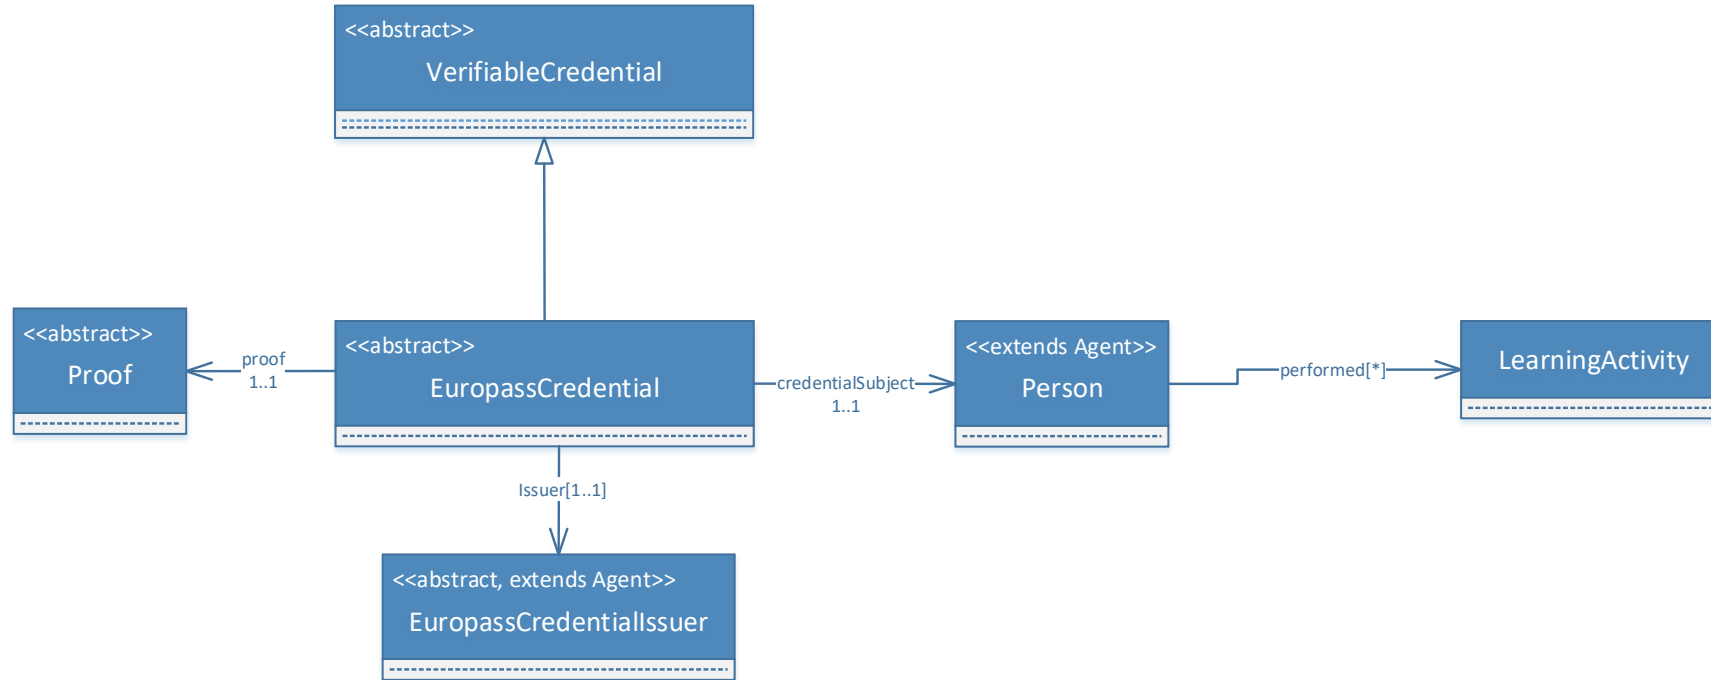 <<abstract>>
VerifiableCredential
<<abstract>>
Proof
proof
1..1
<<abstract>>
EuropassCredential
credentialSubject
1..1
<<extends Agent>>
Person
performed[*]
LearningActivity
Issuer[1..1]
<<abstract, extends Agent>>
EuropassCredentialIssuer